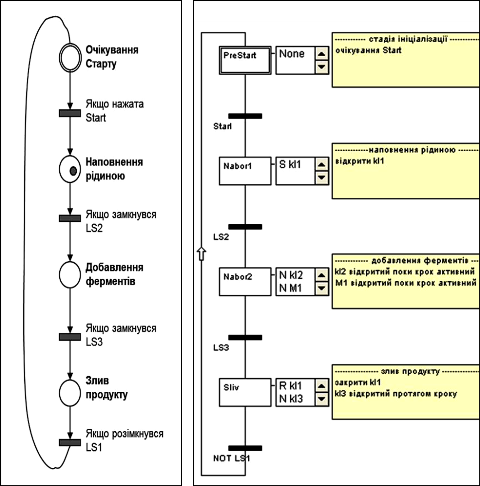 Очікування
Старту
Якщо нажата
Start
Наповнення
рідиною
Якщо замкнувся
LS2
Добавлення
ферментів
Якщо замкнувся
LS3
Злив
продукту
Якщо розімкнувся
LS1
PreStart
None
стадія ініціалізації
очікування Start
Start
Nabor1
S kl1
наповнення рідиною
відкрити kl1
LS2
Nabor2
N kl2
N M1
добавлення ферментів
kl2 відкритий поки крок активний
M1 відкритий поки крок активний
LS3
Sliv
R kl1
N kl3
злив продукту
закрити kl1
kl3 відкритий протягом кроку
NOT LS1